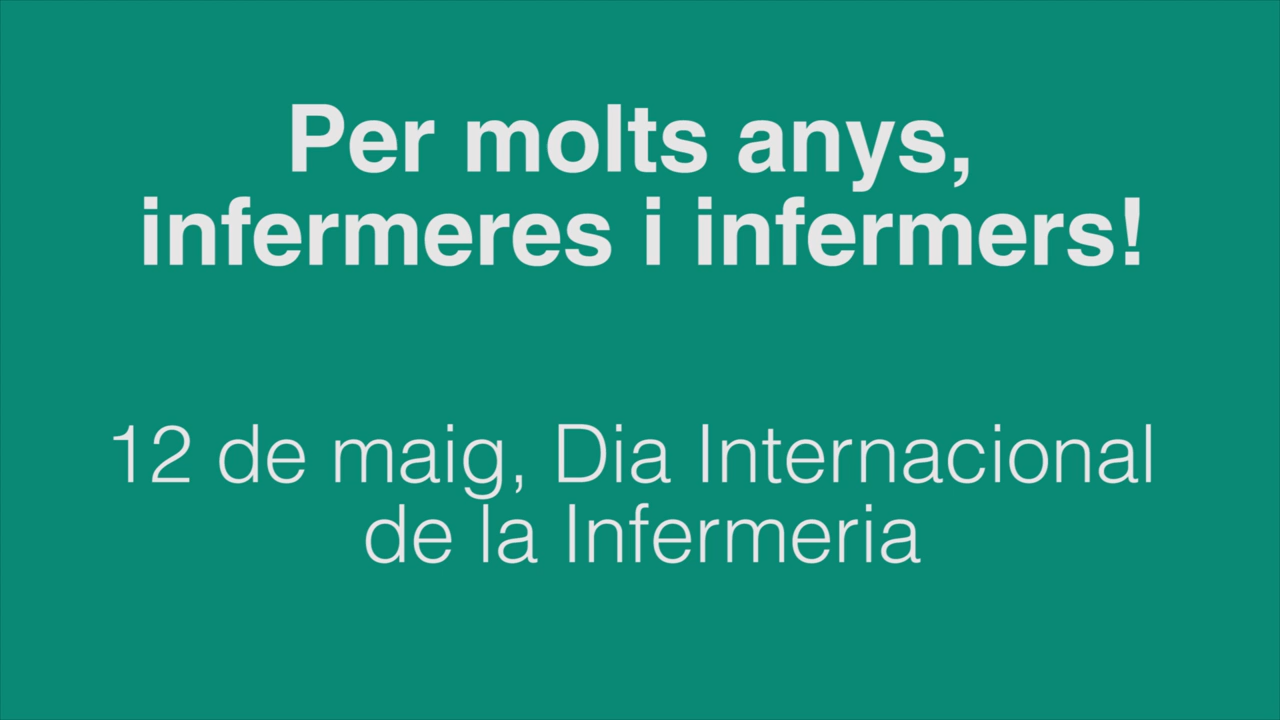 Per molts anys,
infermeres i infermers!
12 de maig, Dia Internacional
de la Infermeria